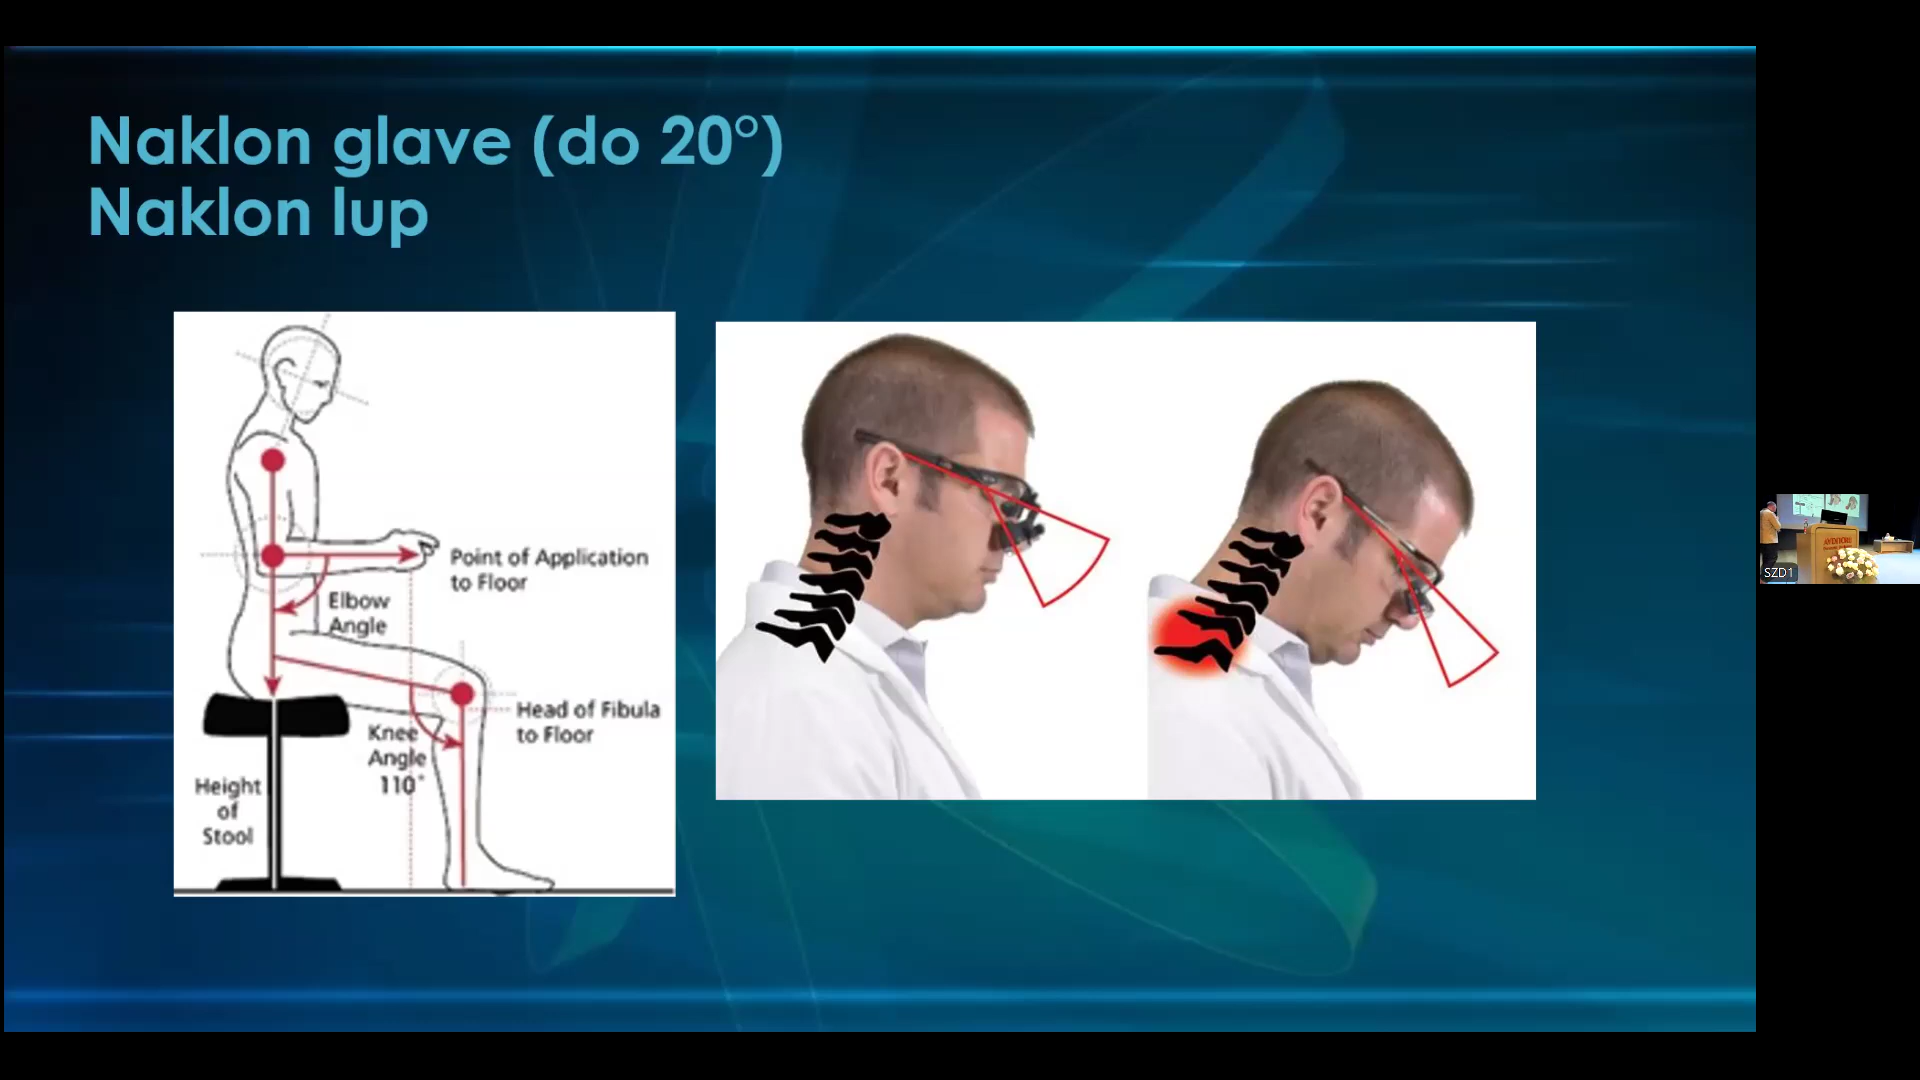 Naklon glave (do 20°)
Naklon lup
Point of Application
to Floor
Elbow
Angle
Head of Fibula
to Floor
Knee
Angle
110°
Height
of
Stool
SZD1